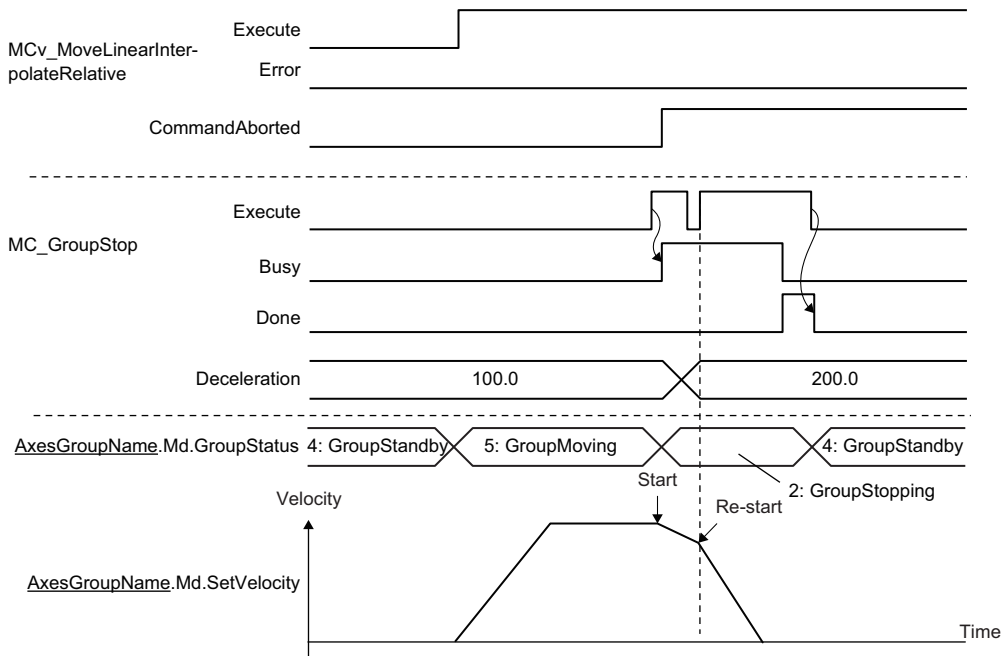 Execute
MCv_MoveLinearInter-
polateRelative
Error
CommandAborted
Execute
MC_GroupStop
Busy
Done
Deceleration
100.0
200.0
AxesGroupName.Md.GroupStatus
4: GroupStandby
5: GroupMoving
4: GroupStandby
2: GroupStopping
Start
Re-start
Velocity
AxesGroupName.Md.SetVelocity
Time